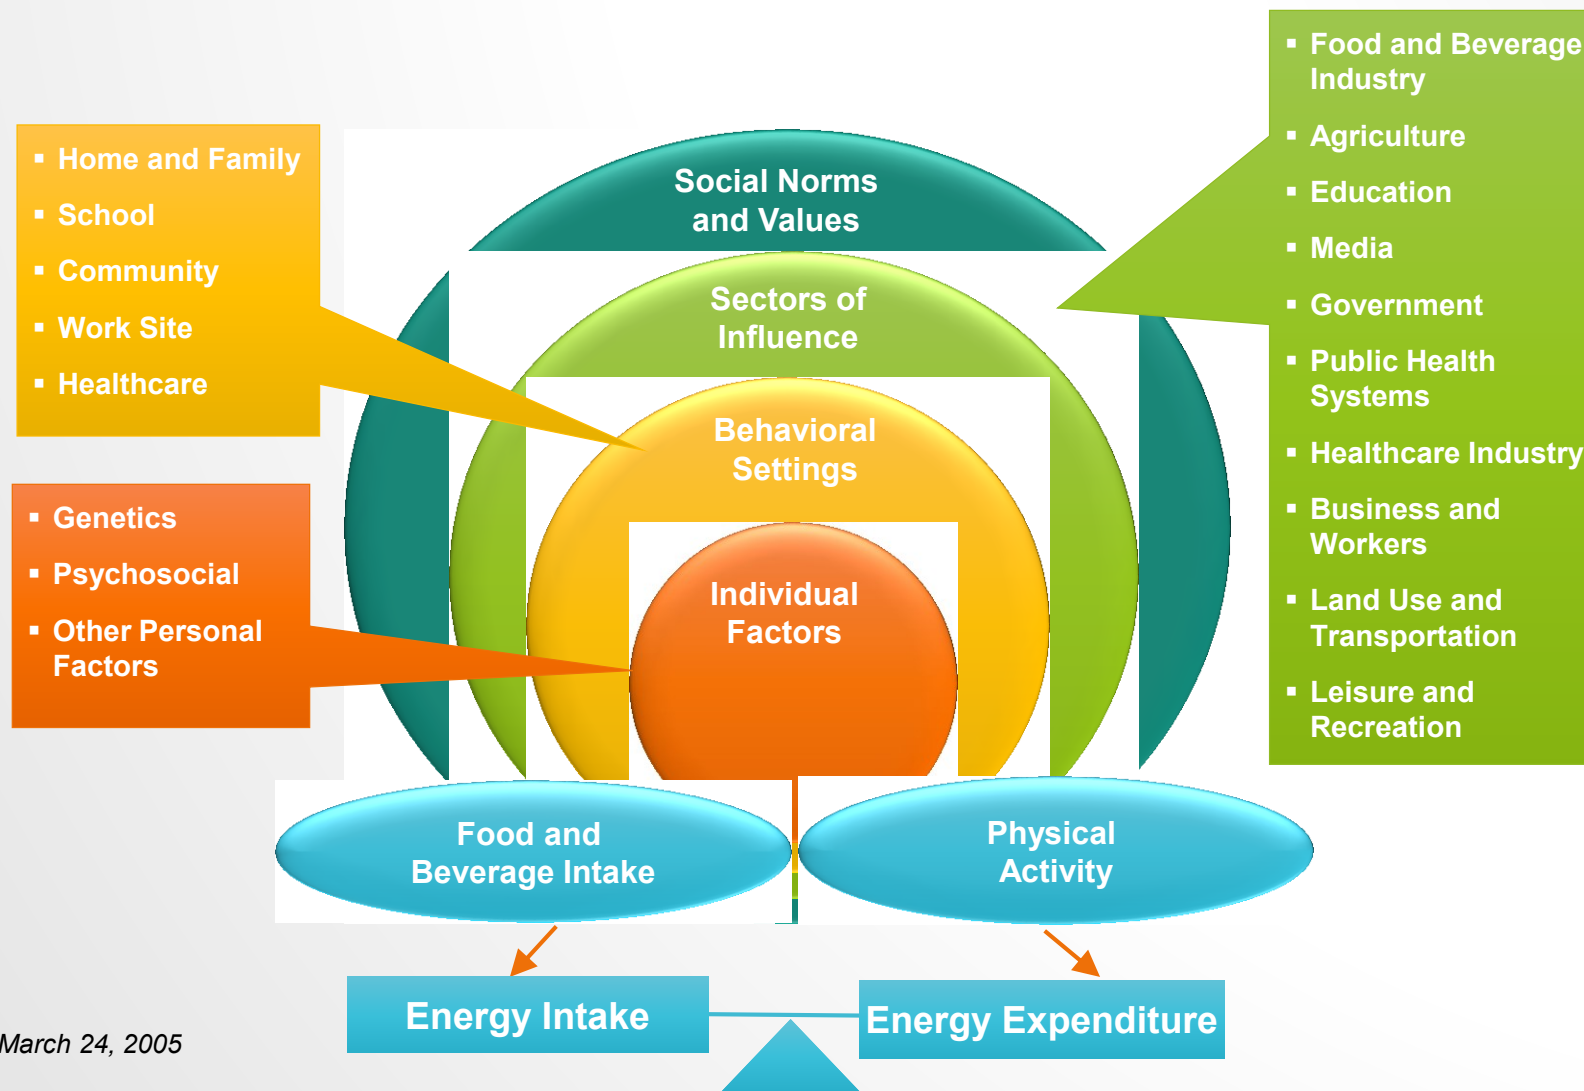 Social Norms
and Values
Sectors of
Influence
Behavioral
Settings
Individual
Factors
▪ Home and Family
▪ School
▪ Community
▪ Work Site
▪ Healthcare
▪ Genetics
▪ Psychosocial
▪ Other Personal
Factors
▪ Food and Beverage
Industry
▪ Agriculture
▪ Education
▪ Media
▪ Government
▪ Public Health
Systems
▪ Healthcare Industry
▪ Business and
Workers
▪ Land Use and
Transportation
▪ Leisure and
Recreation
Food and
Beverage Intake
Physical
Activity
Energy Intake
Energy Expenditure
March 24, 2005